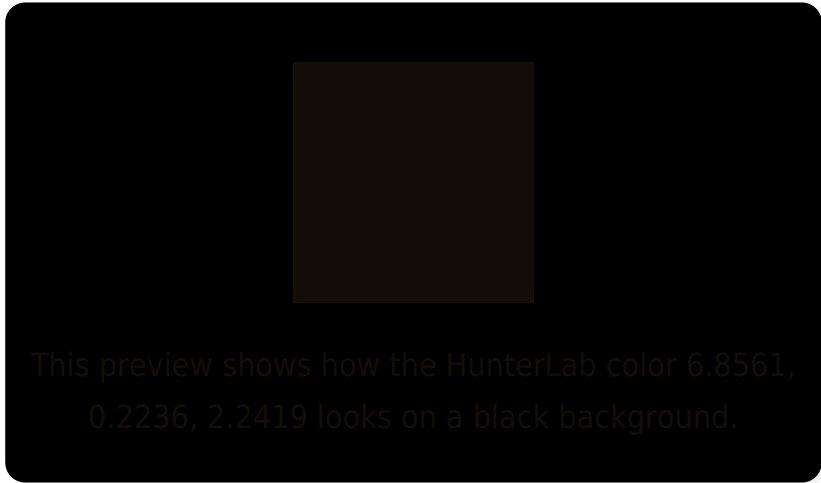 This preview shows how the HunterLab color 6.8561,
0.2236, 2.2419 looks on a black background.